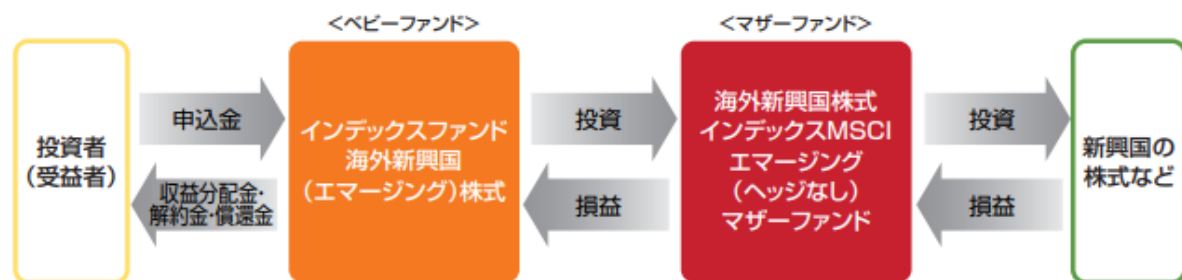 <ベビーファンド>
<マザーファンド>
投資者
(受益者)
申込金
収益分配金・
解約金・償還金
インデックスファンド
海外新興国
(エマージング)株式
投資
損益
海外新興国株式
インデックスMSCI
エマージング
(ヘッジなし)
マザーファンド
投資
損益
新興国の
株式など